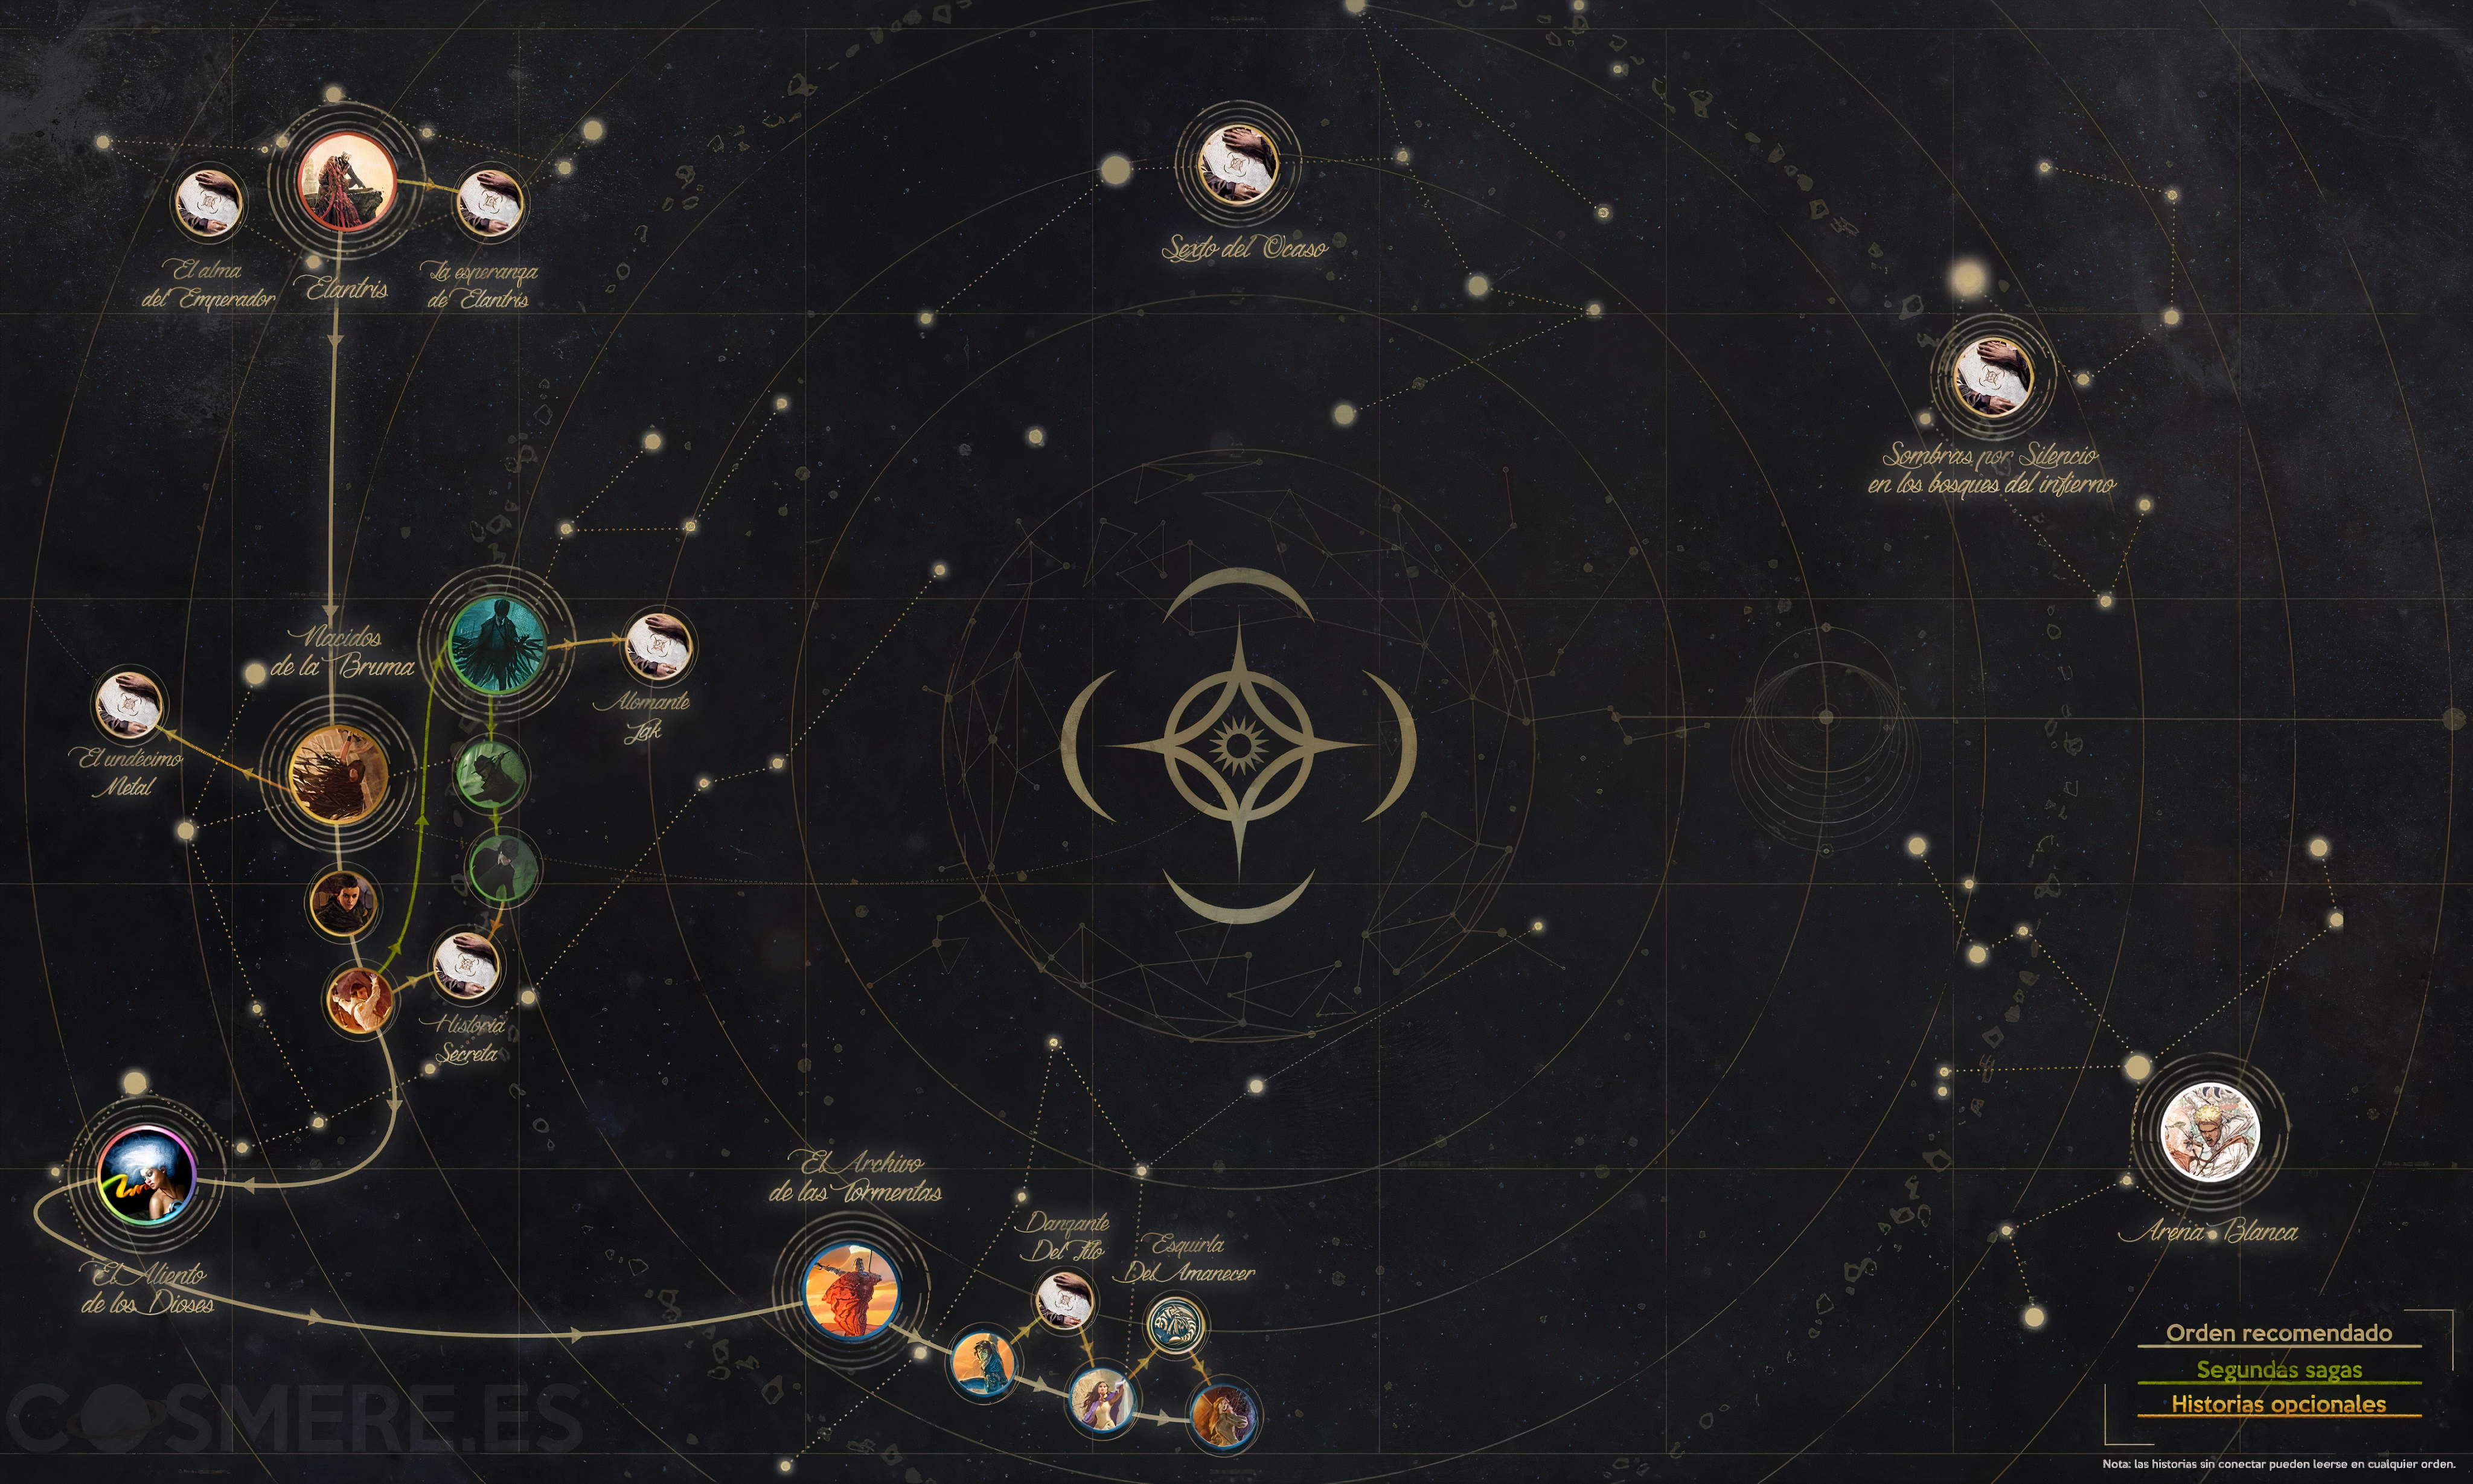 Sexto del Ocaso
El alma
del Emperador
Elantris
La esperanza
de Elantris
Sombras por Silencio
en los bosques del infierno
Nacidos
de la Bruma
Alomante
Jak
El undécimo
Metal
Historia
Secreta
El Aliento
de los Dioses
El Archivo
de las Tormentas
Danzante
Del Filo
Esquirla
Del Amanecer
Arena Blanca
Orden recomendado
Segundas sagas
Historias opcionales
Nota: las historias sin conectar pueden leerse en cualquier orden.
COSMERE.ES